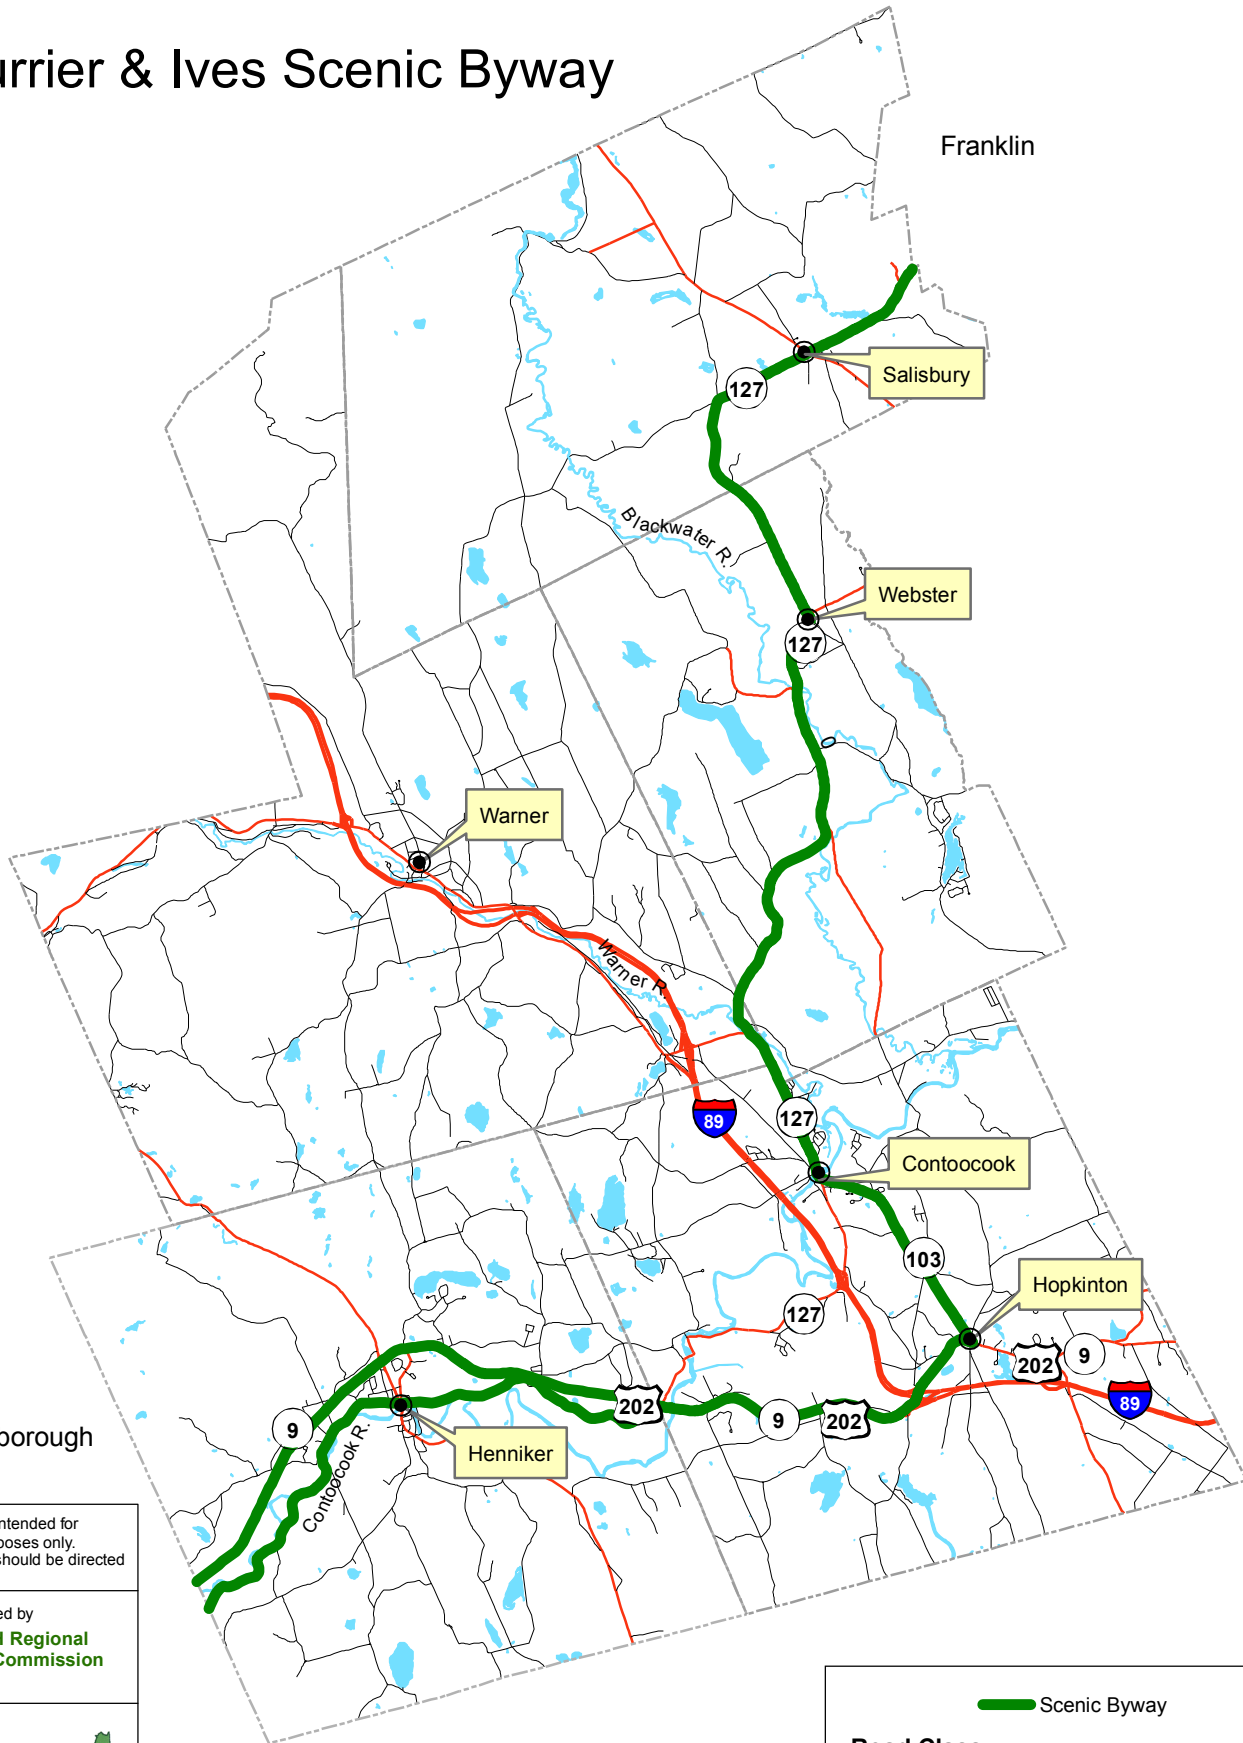 urrier & Ives Scenic Byway
Franklin
Salisbury
127
Blackwater R.
Webster
127
Warner
Warner R.
89
127
Contoocook
103
Hopkinton
127
202
9
89
202
9
202
9
Henniker
Contoocook R.
borough
ntended for
poses only.
should be directed
ed by
l Regional
Commission
Scenic Byway